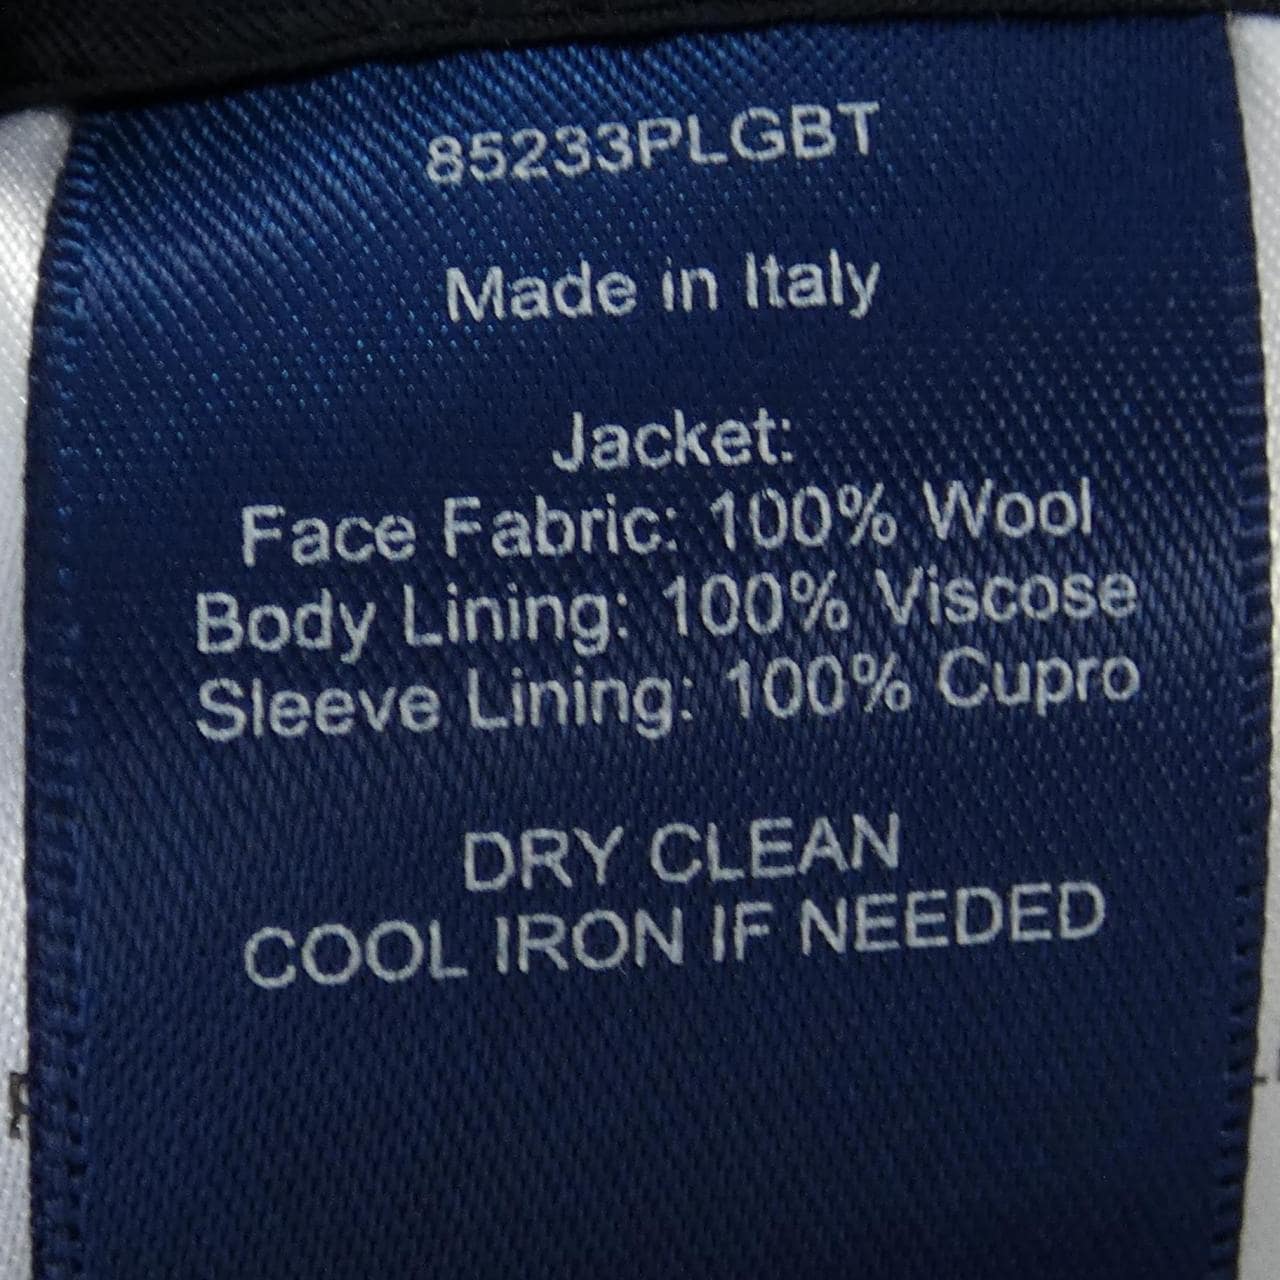 85233PLGBT
Made in Italy
Jacket:
Face Fabric: 100% Wool
Body Lining: 100% Viscose
Sleeve Lining: 100% Cupro
DRY CLEAN
COOL IRON IF NEEDED